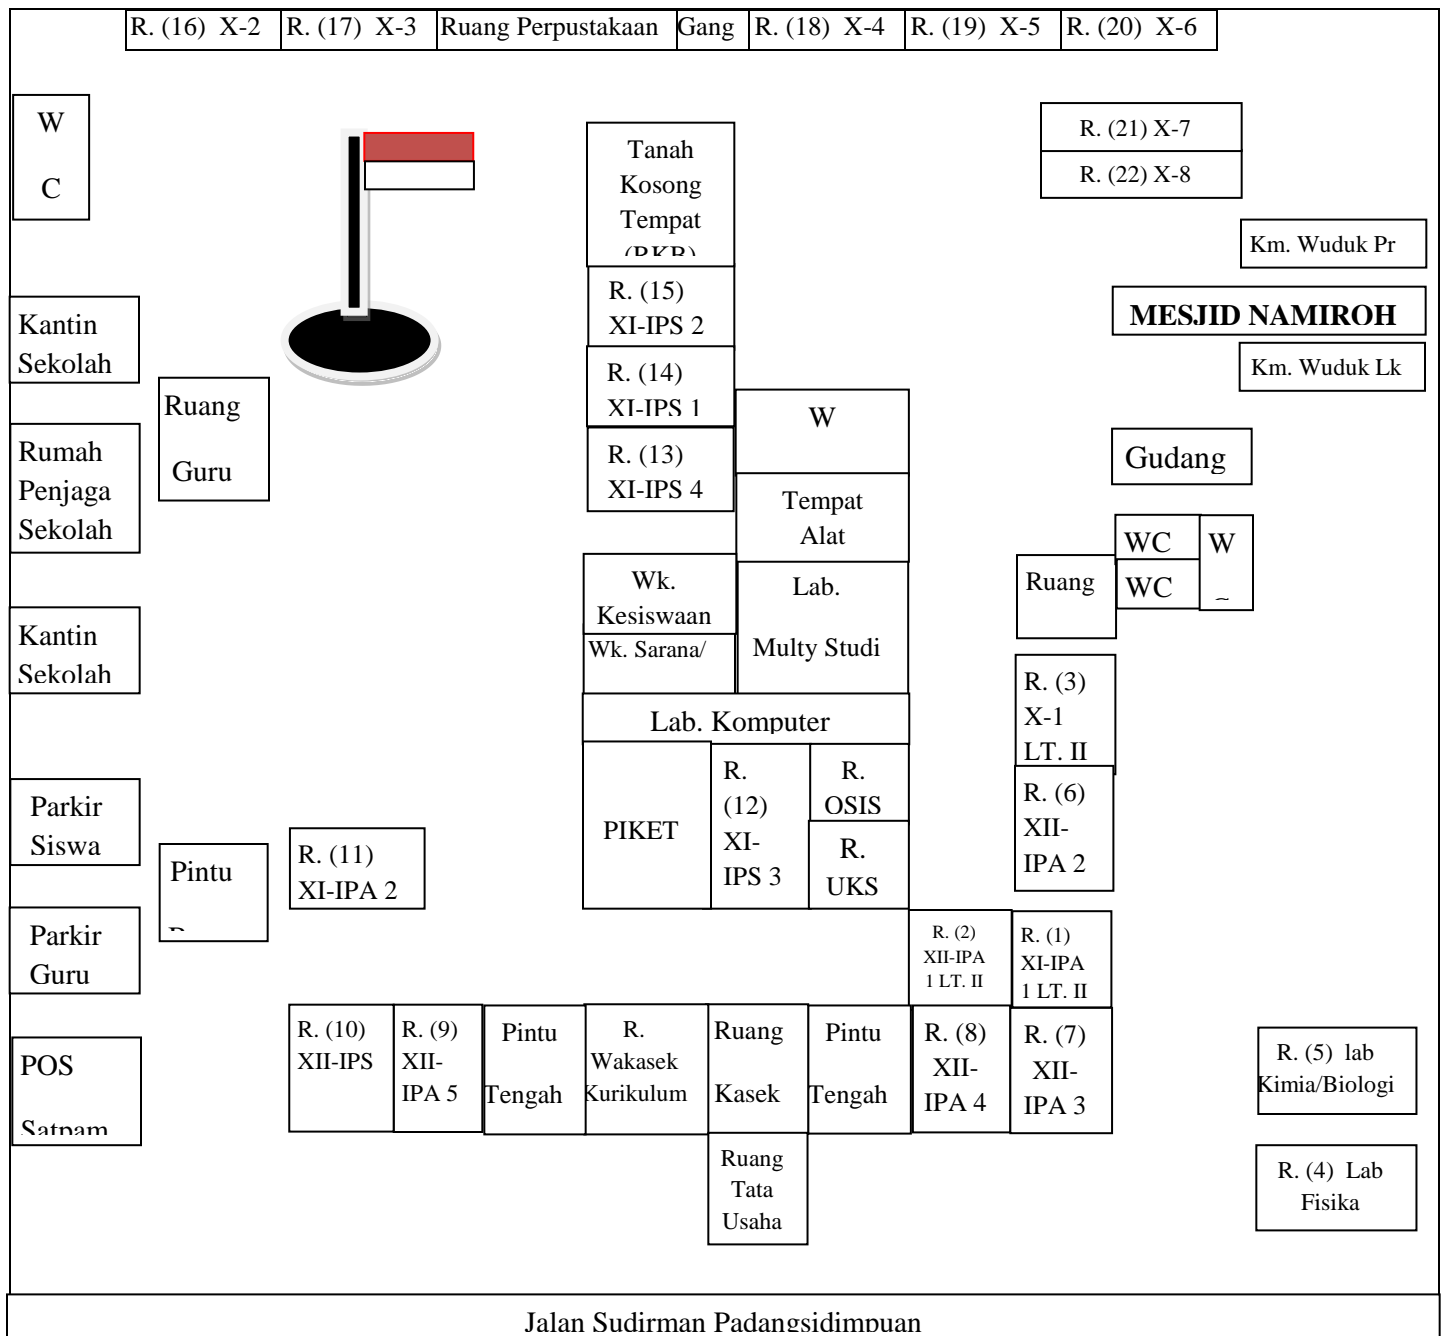 R. (16) X-2
R. (17) X-3
Ruang Perpustakaan
Gang
R. (18) X-4
R. (19) X-5
R. (20) X-6
W
C
Tanah
Kosong
Tempat
(RKB)
R. (21) X-7
R. (22) X-8
Km. Wuduk Pr
MESJID NAMIROH
Km. Wuduk Lk
R. (15)
XI-IPS 2
Kantin
Sekolah
R. (14)
XI-IPS 1
Ruang
Guru
W
Rumah
Penjaga
Sekolah
R. (13)
XI-IPS 4
Gudang
Tempat
Alat
WC
WC
W
Ruang
Wk.
Kesiswaan
Lab.
Multy Studi
Wk. Sarana/
Kantin
Sekolah
R. (3)
X-1
LT. II
Lab. Komputer
PIKET
R.
(12)
XI-
IPS 3
R.
OSIS
R.
UKS
R. (6)
XII-
IPA 2
Parkir
Siswa
Pintu
R. (11)
XI-IPA 2
Parkir
Guru
R. (2)
XII-IPA
1 LT. II
R. (1)
XI-IPA
1 LT. II
POS
Satpam
R. (10)
XII-IPS
R. (9)
XII-
IPA 5
Pintu
Tengah
R.
Wakasek
Kurikulum
Ruang
Kasek
Pintu
Tengah
R. (8)
XII-
IPA 4
R. (7)
XII-
IPA 3
R. (5) lab
Kimia/Biologi
Ruang
Tata
Usaha
R. (4) Lab
Fisika
Jalan Sudirman Padangsidimpuan